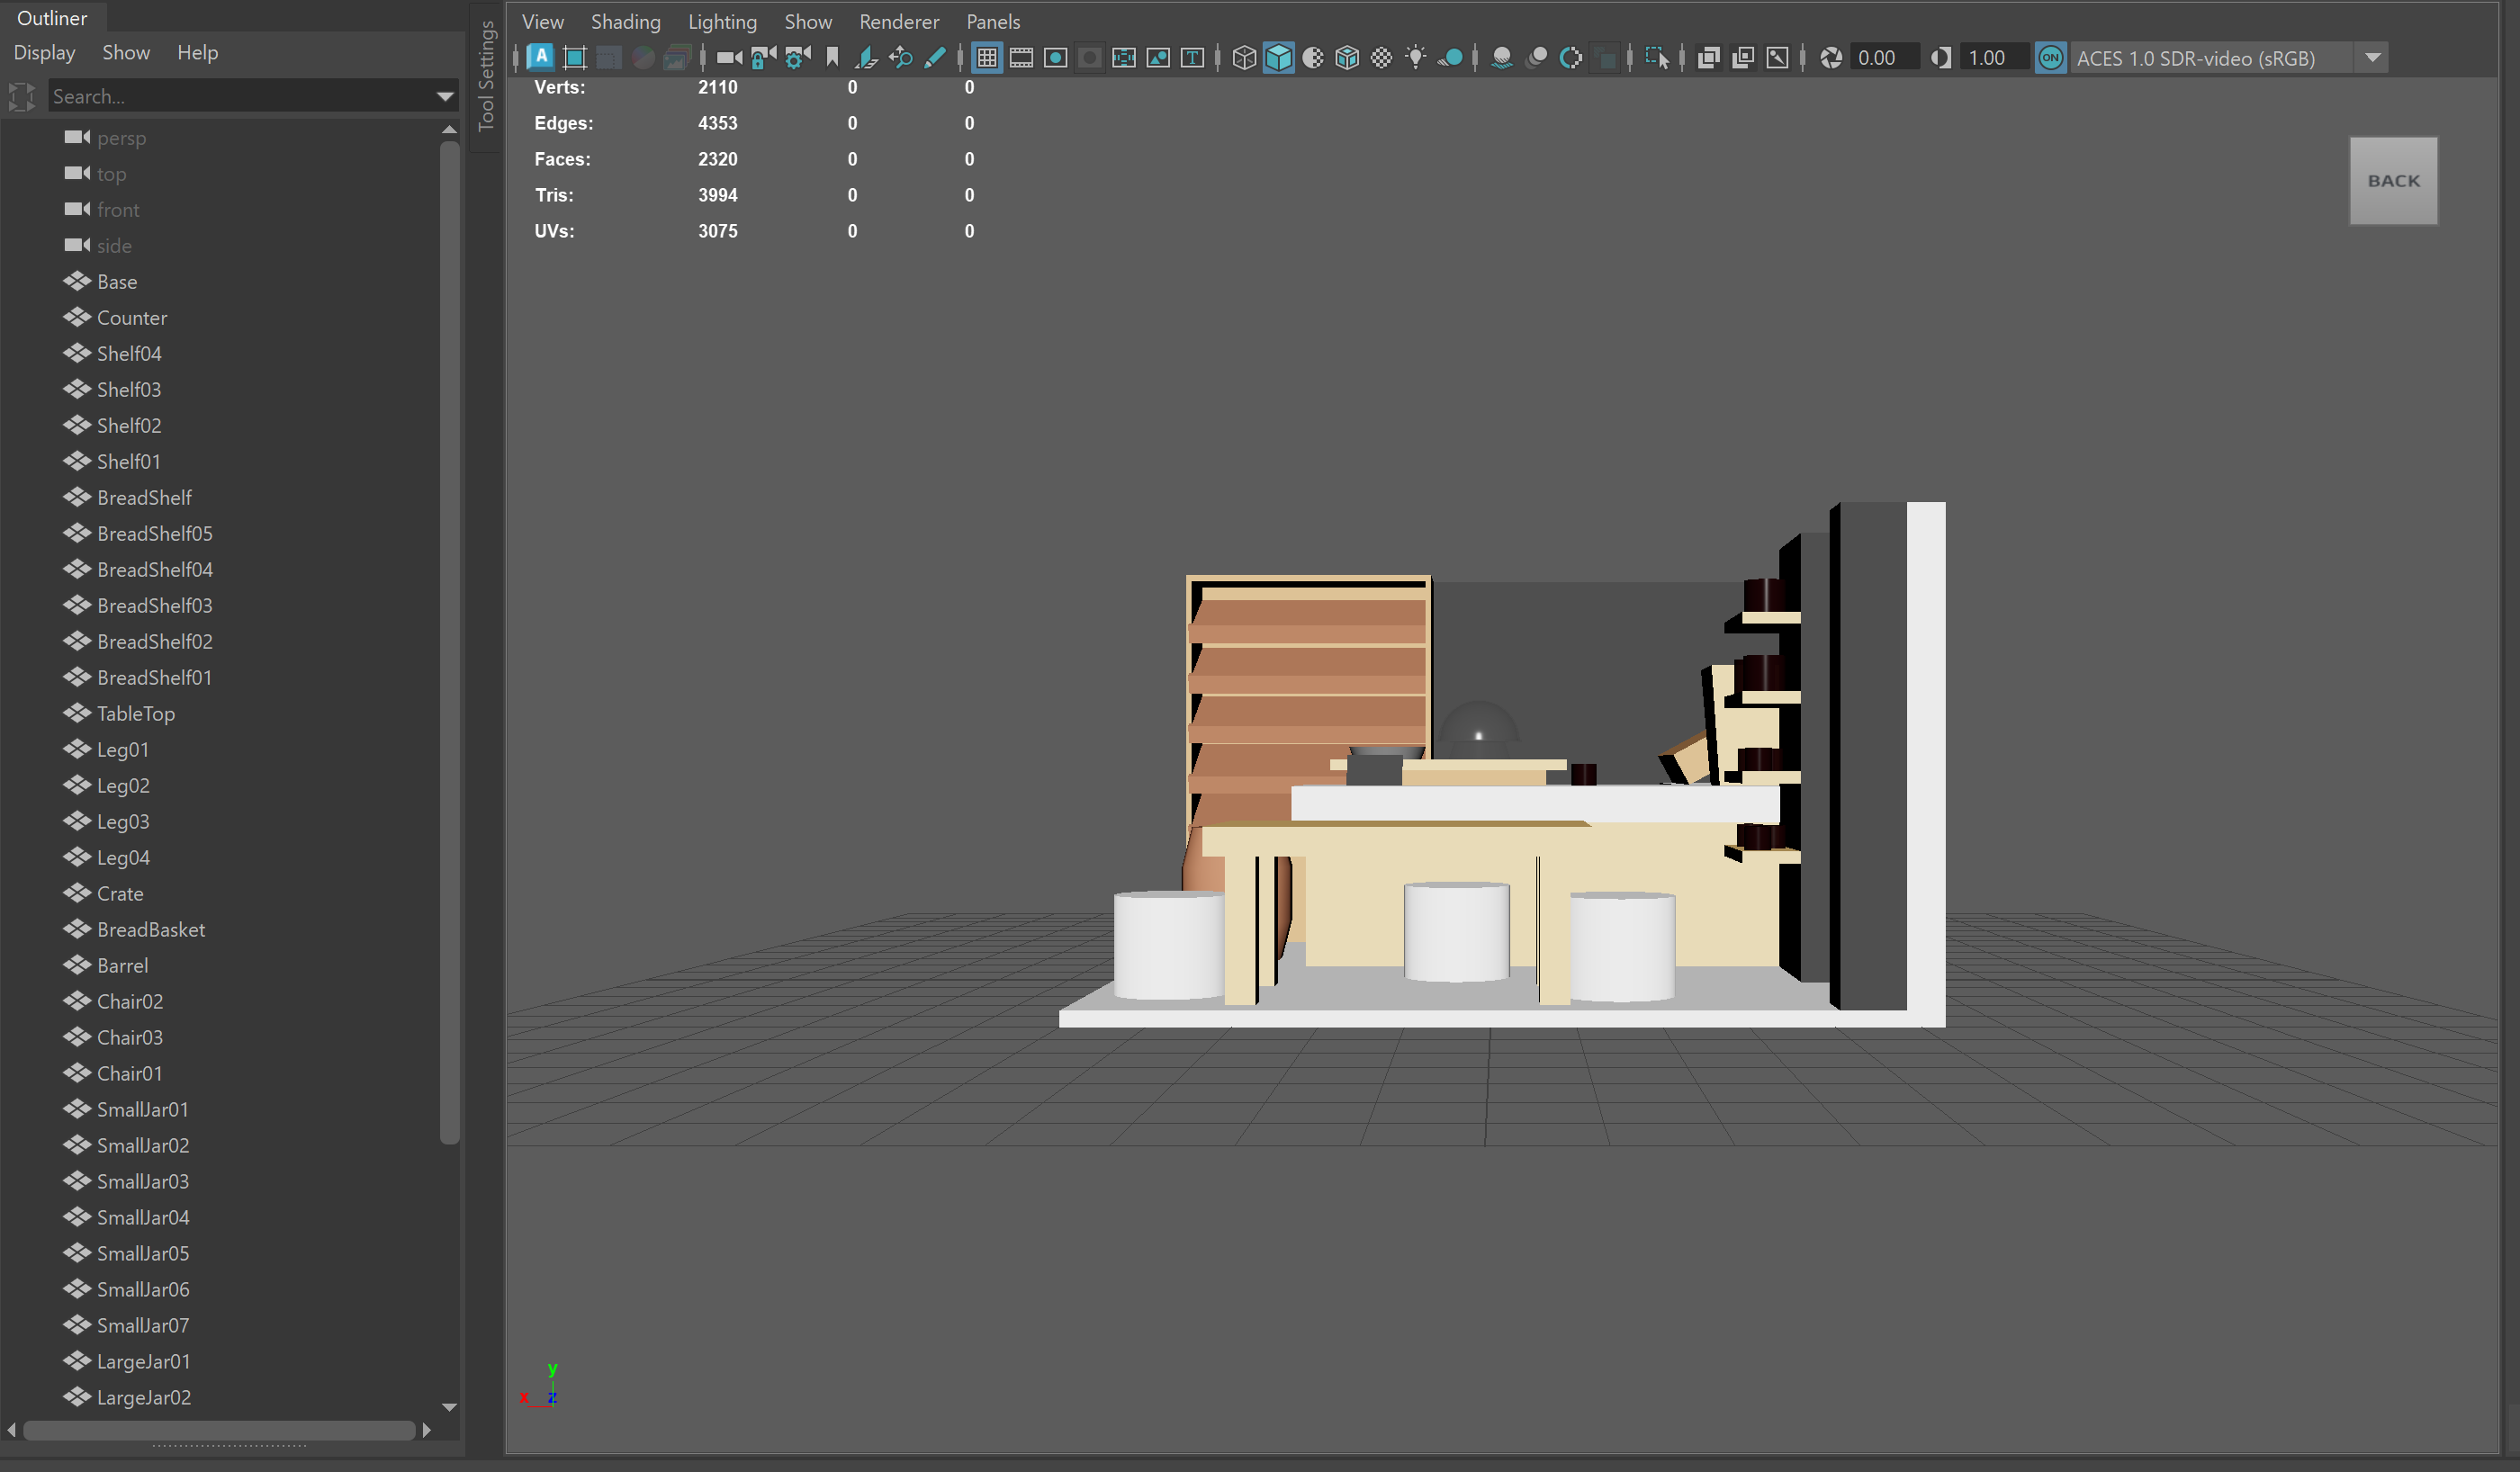 Outliner
Display Show Help
Search...
persp
top
front
side
Base
Counter
Shelf04
Shelf03
Shelf02
Shelf01
BreadShelf
BreadShelf05
BreadShelf04
BreadShelf03
BreadShelf02
BreadShelf01
TableTop
Leg01
Leg02
Leg03
Leg04
Crate
BreadBasket
Barrel
Chair02
Chair03
Chair01
SmallJar01
SmallJar02
SmallJar03
SmallJar04
SmallJar05
SmallJar06
SmallJar07
LargeJar01
LargeJar02
Tool Settings
View Shading Lighting Show Renderer Panels
A T 0.00 1.00 ON ACES 1.0 SDR-video (sRGB)
Verts: 2110 0 0
Edges: 4353 0 0
Faces: 2320 0 0
Tris: 3994 0 0
UVs: 3075 0 0
BACK
y
x z